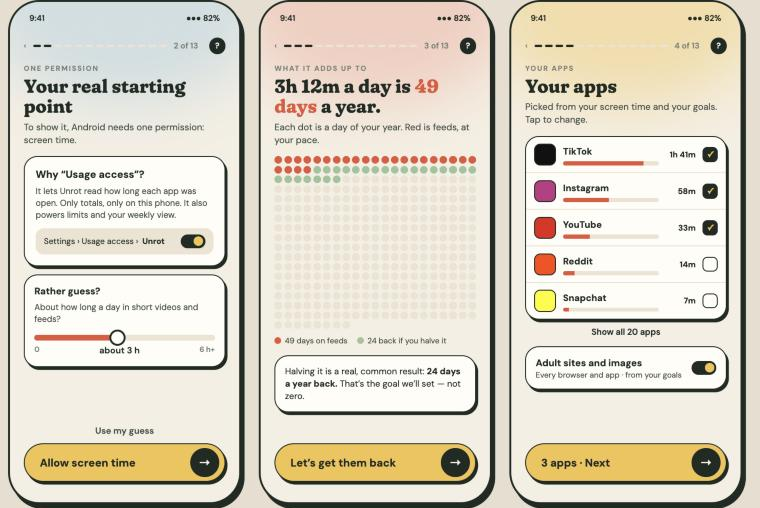 9:41
●●● 82%
‹
2 of 13
?
ONE PERMISSION
Your real starting
point
To show it, Android needs one permission:
screen time.
Why “Usage access”?
It lets Unrot read how long each app was
open. Only totals, only on this phone. It also
powers limits and your weekly view.
Settings › Usage access › Unrot
Rather guess?
About how long a day in short videos and
feeds?
0
about 3 h
6 h+
Use my guess
Allow screen time
→
9:41
●●● 82%
‹
3 of 13
?
WHAT IT ADDS UP TO
3h 12m a day is 49
days a year.
Each dot is a day of your year. Red is feeds, at
your pace.
49 days on feeds
24 back if you halve it
Halving it is a real, common result: 24 days
a year back. That’s the goal we’ll set — not
zero.
Let’s get them back
→
9:41
●●● 82%
‹
4 of 13
?
YOUR APPS
Your apps
Picked from your screen time and your goals.
Tap to change.
TikTok
1h 41m
✓
Instagram
58m
✓
YouTube
33m
✓
Reddit
14m
Snapchat
7m
Show all 20 apps
Adult sites and images
Every browser and app · from your goals
3 apps · Next
→